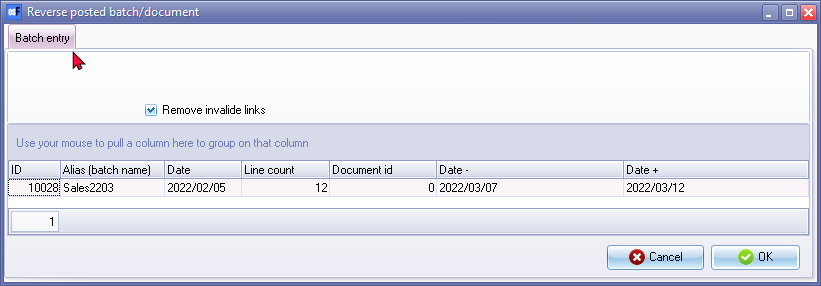 Reverse posted batch/document
Batch entry
Remove invalide links
Use your mouse to pull a column here to group on that column
ID Alias (batch name) Date Line count Document id Date - Date +
10028 Sales2203 2022/02/05 12 0 2022/03/07 2022/03/12
1
Cancel OK